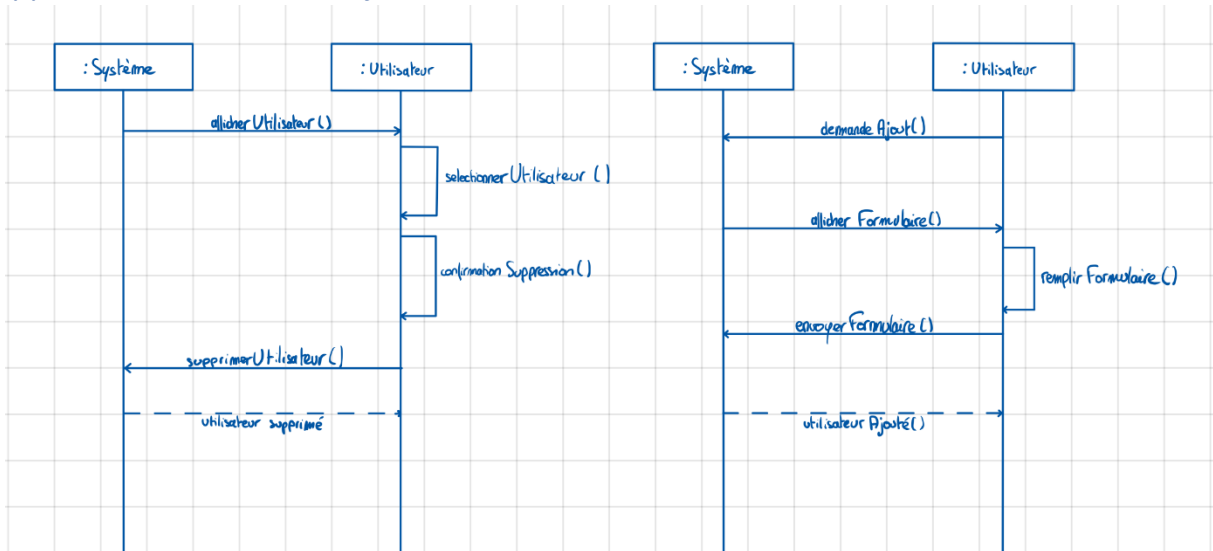 : Système
: Utilisateur
afficher Utilisateur ()
selectionner Utilisateur ()
confirmation Suppression ()
supprimer Utilisateur ()
utilisateur supprimé
: Système
: Utilisateur
demande Ajout()
afficher Formulaire()
remplir Formulaire ()
envoyer Formulaire ()
utilisateur Ajouté()